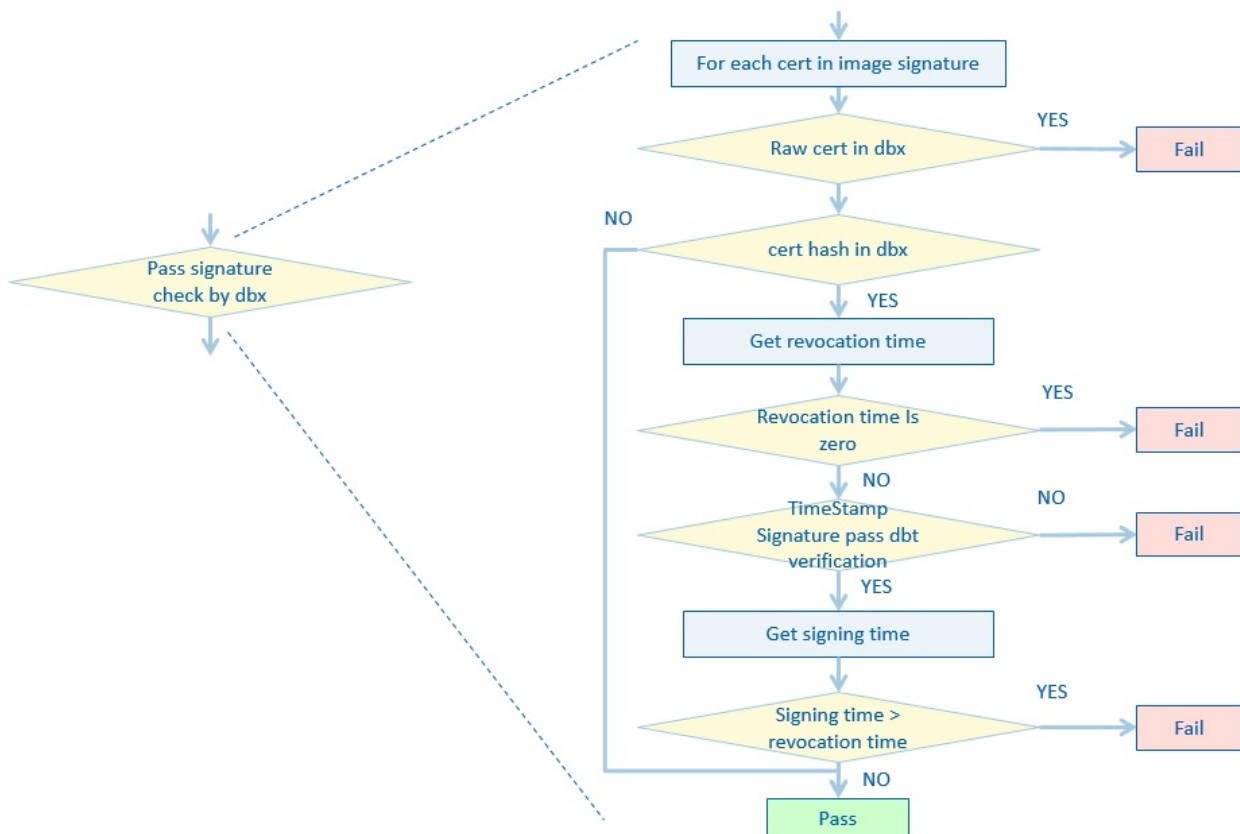 For each cert in image signature
YES
Raw cert in dbx
Fail
NO
cert hash in dbx
Pass signature
check by dbx
YES
Get revocation time
YES
Revocation time Is
zero
Fail
NO
NO
TimeStamp
Signature pass dbt
verification
Fail
YES
Get signing time
YES
Signing time >
revocation time
Fail
NO
Pass